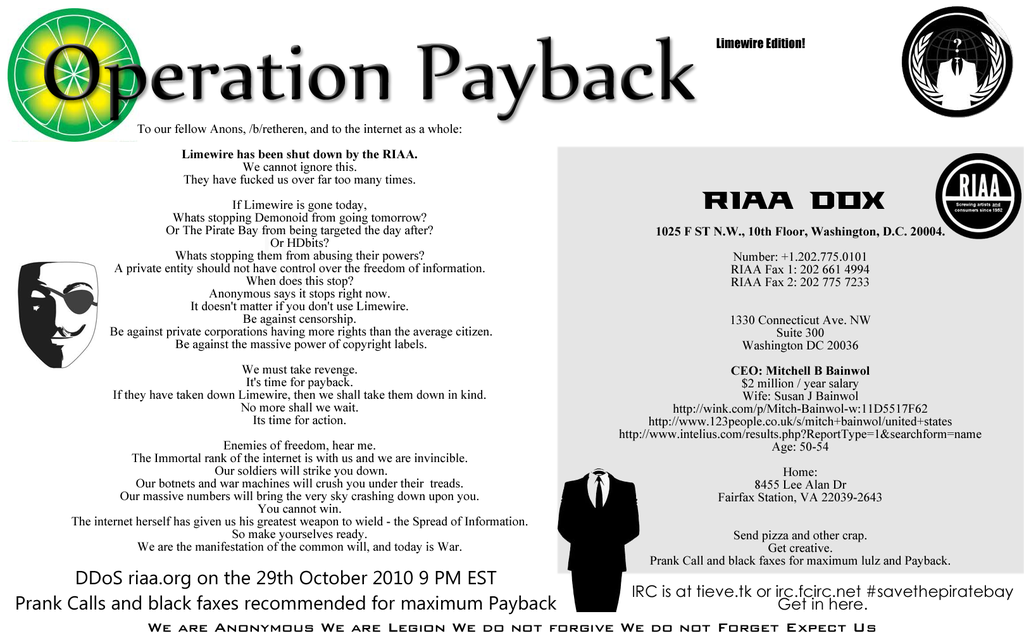 Operation Payback
Limewire Edition!
?
To our fellow Anons, /b/retheren, and to the internet as a whole:
Limewire has been shut down by the RIAA.
We cannot ignore this.
They have fucked us over far too many times.
If Limewire is gone today,
Whats stopping Demonoid from going tomorrow?
Or The Pirate Bay from being targeted the day after?
Or HDbits?
Whats stopping them from abusing their powers?
A private entity should not have control over the freedom of information.
When does this stop?
Anonymous says it stops right now.
It doesn't matter if you don't use Limewire.
Be against censorship.
Be against private corporations having more rights than the average citizen.
Be against the massive power of copyright labels.
We must take revenge.
It's time for payback.
If they have taken down Limewire, then we shall take them down in kind.
No more shall we wait.
Its time for action.
Enemies of freedom, hear me.
The Immortal rank of the internet is with us and we are invincible.
Our soldiers will strike you down.
Our botnets and war machines will crush you under their treads.
Our massive numbers will bring the very sky crashing down upon you.
You cannot win.
The internet herself has given us his greatest weapon to wield - the Spread of Information.
So make yourselves ready.
We are the manifestation of the common will, and today is War.
DDoS riaa.org on the 29th October 2010 9 PM EST
Prank Calls and black faxes recommended for maximum Payback
RIAA DOX
RIAA
Screwing artists and
consumers since 1952
1025 F ST N.W., 10th Floor, Washington, D.C. 20004.
Number: +1.202.775.0101
RIAA Fax 1: 202 661 4994
RIAA Fax 2: 202 775 7233
1330 Connecticut Ave. NW
Suite 300
Washington DC 20036
CEO: Mitchell B Bainwol
$2 million / year salary
Wife: Susan J Bainwol
http://wink.com/p/Mitch-Bainwol-w:11D5517F62
http://www.123people.co.uk/s/mitch+bainwol/united+states
http://www.intelius.com/results.php?ReportType=1&searchform=name
Age: 50-54
Home:
8455 Lee Alan Dr
Fairfax Station, VA 22039-2643
Send pizza and other crap.
Get creative.
Prank Call and black faxes for maximum lulz and Payback.
IRC is at tieve.tk or irc.fcirc.net #savethepiratebay
Get in here.
We are Anonymous We are Legion We do not forgive We do not Forget Expect Us